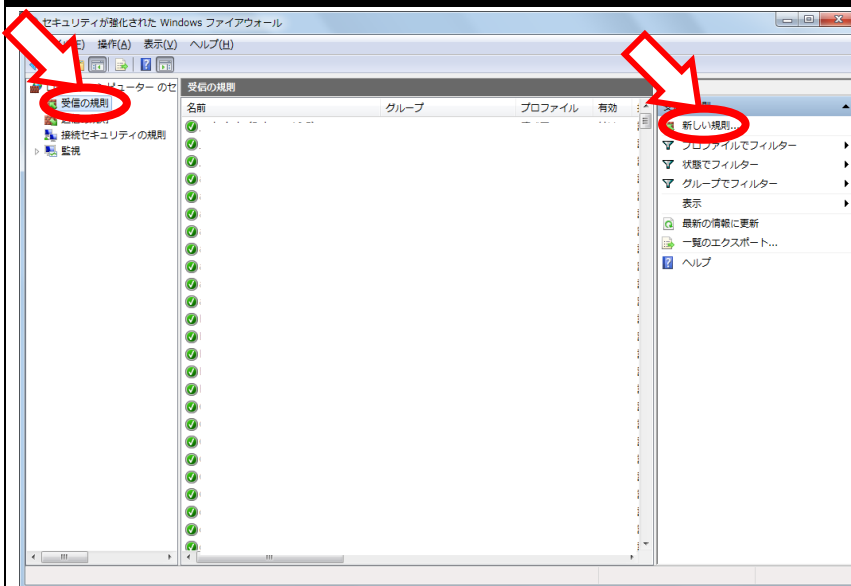 セキュリティが強化された Windows ファイアウォール
操作(A) 表示(V) ヘルプ(H)
コンピューター のセ
受信の規則
接続セキュリティの規則
監視
受信の規則
名前 グループ プロファイル 有効
新しい規則...
プロファイルでフィルター
状態でフィルター
グループでフィルター
表示
最新の情報に更新
一覧のエクスポート...
ヘルプ